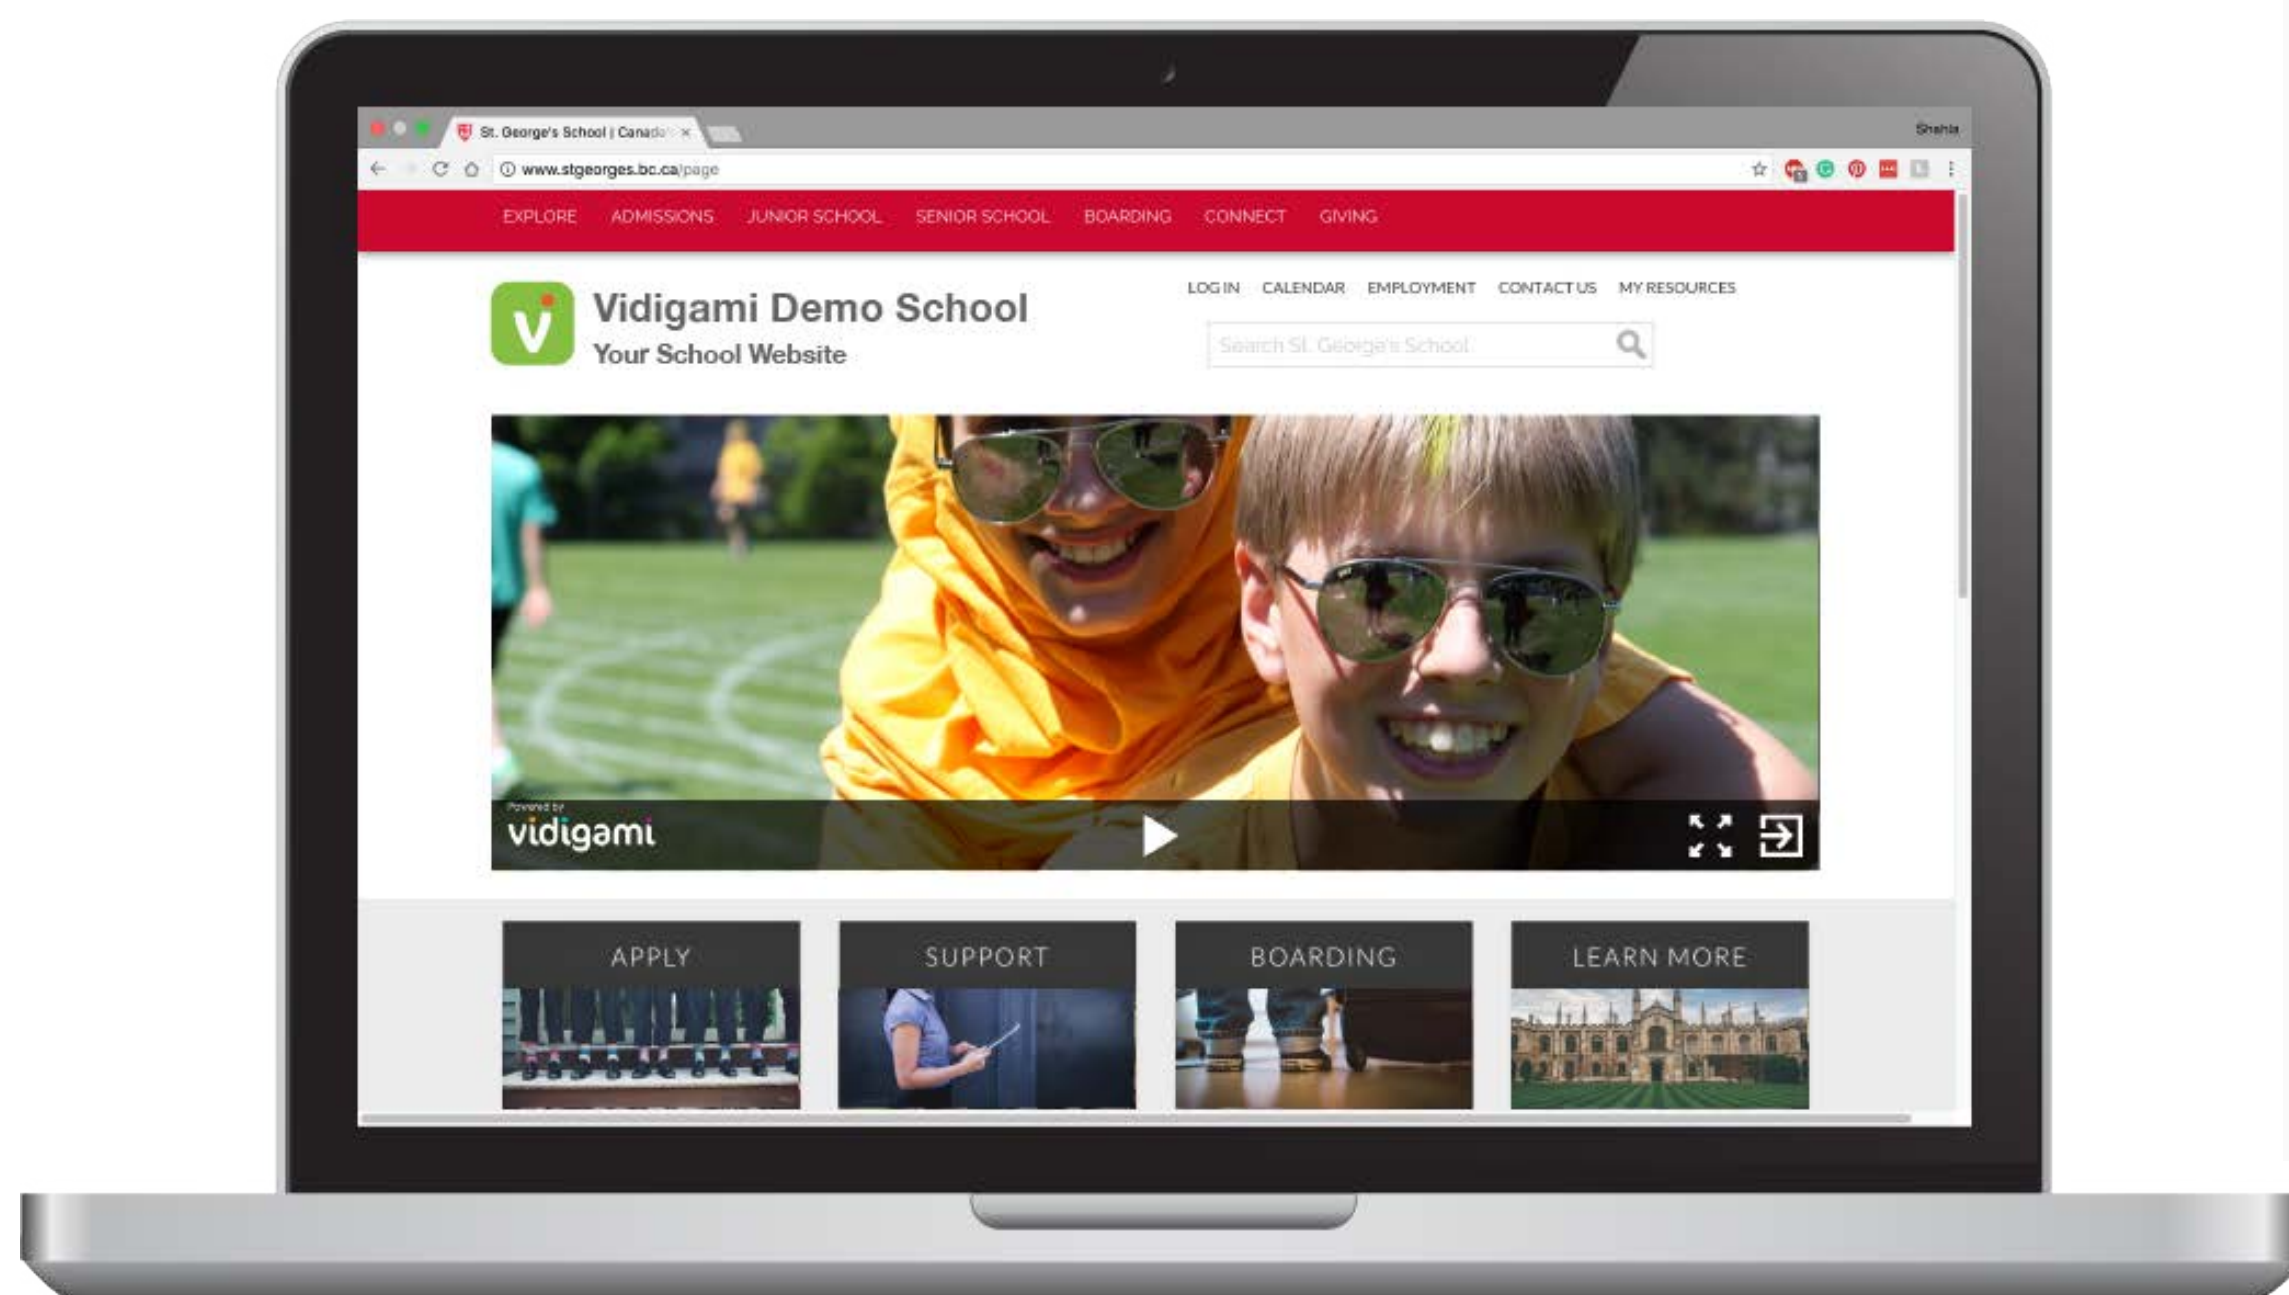 St. George's School | Canada'
Shahla
www.stgeorges.bc.ca/page
EXPLORE ADMISSIONS JUNIOR SCHOOL SENIOR SCHOOL BOARDING CONNECT GIVING
LOG IN CALENDAR EMPLOYMENT CONTACT US MY RESOURCES
Vidigami Demo School
Your School Website
Search St. George's School
Powered by
vidigami
APPLY SUPPORT BOARDING LEARN MORE